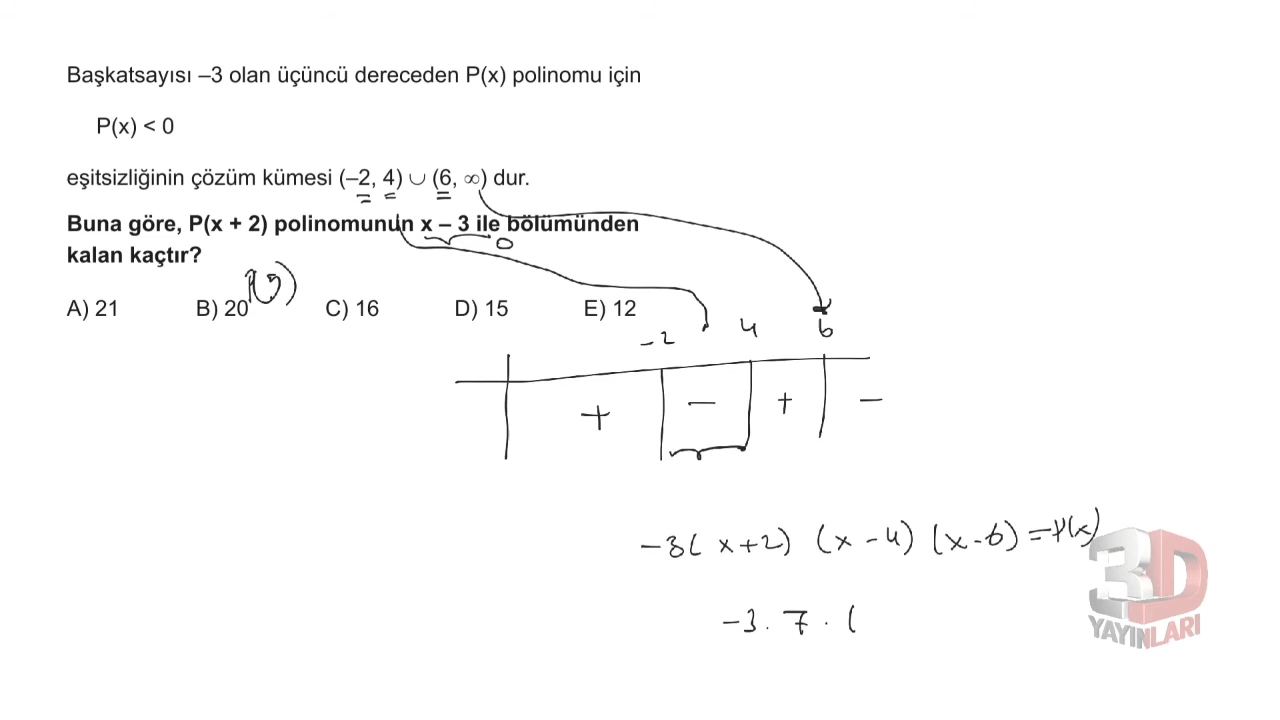 Başkatsayısı –3 olan üçüncü dereceden P(x) polinomu için
P(x) < 0
eşitsizliğinin çözüm kümesi (–2, 4) ∪ (6, ∞) dur.
Buna göre, P(x + 2) polinomunun x – 3 ile bölümünden
kalan kaçtır?
0
P(5)
A) 21 B) 20 C) 16 D) 15 E) 12
-2 4 6
+ - + -
-3( x+2) (x-4) (x-6) = P(x)
-3 . 7 . (
3D
YAYINLARI